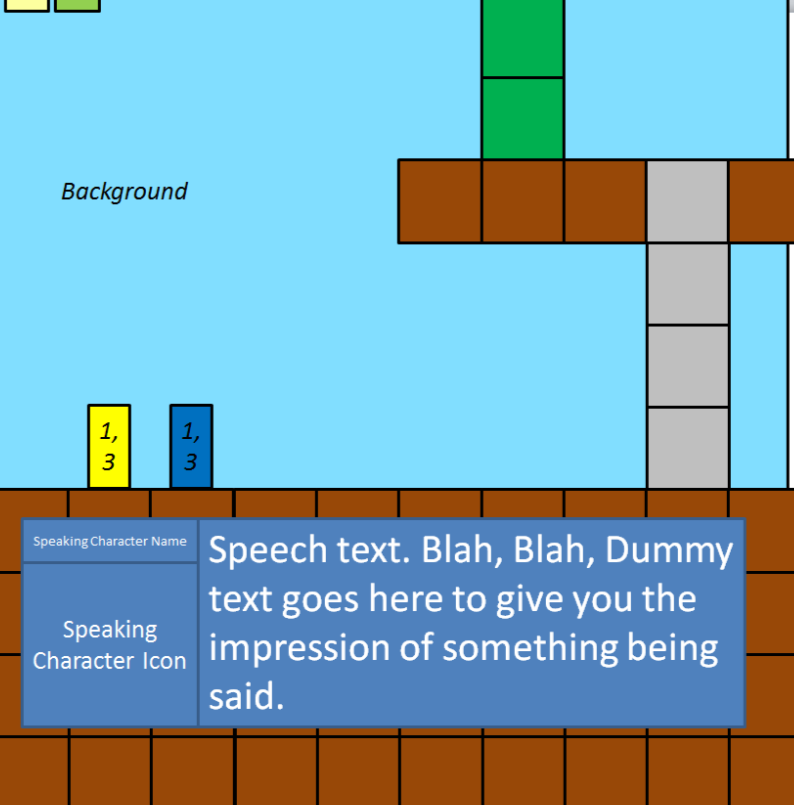 Background
1,
3
1,
3
Speaking Character Name
Speaking
Character Icon
Speech text. Blah, Blah, Dummy
text goes here to give you the
impression of something being
said.